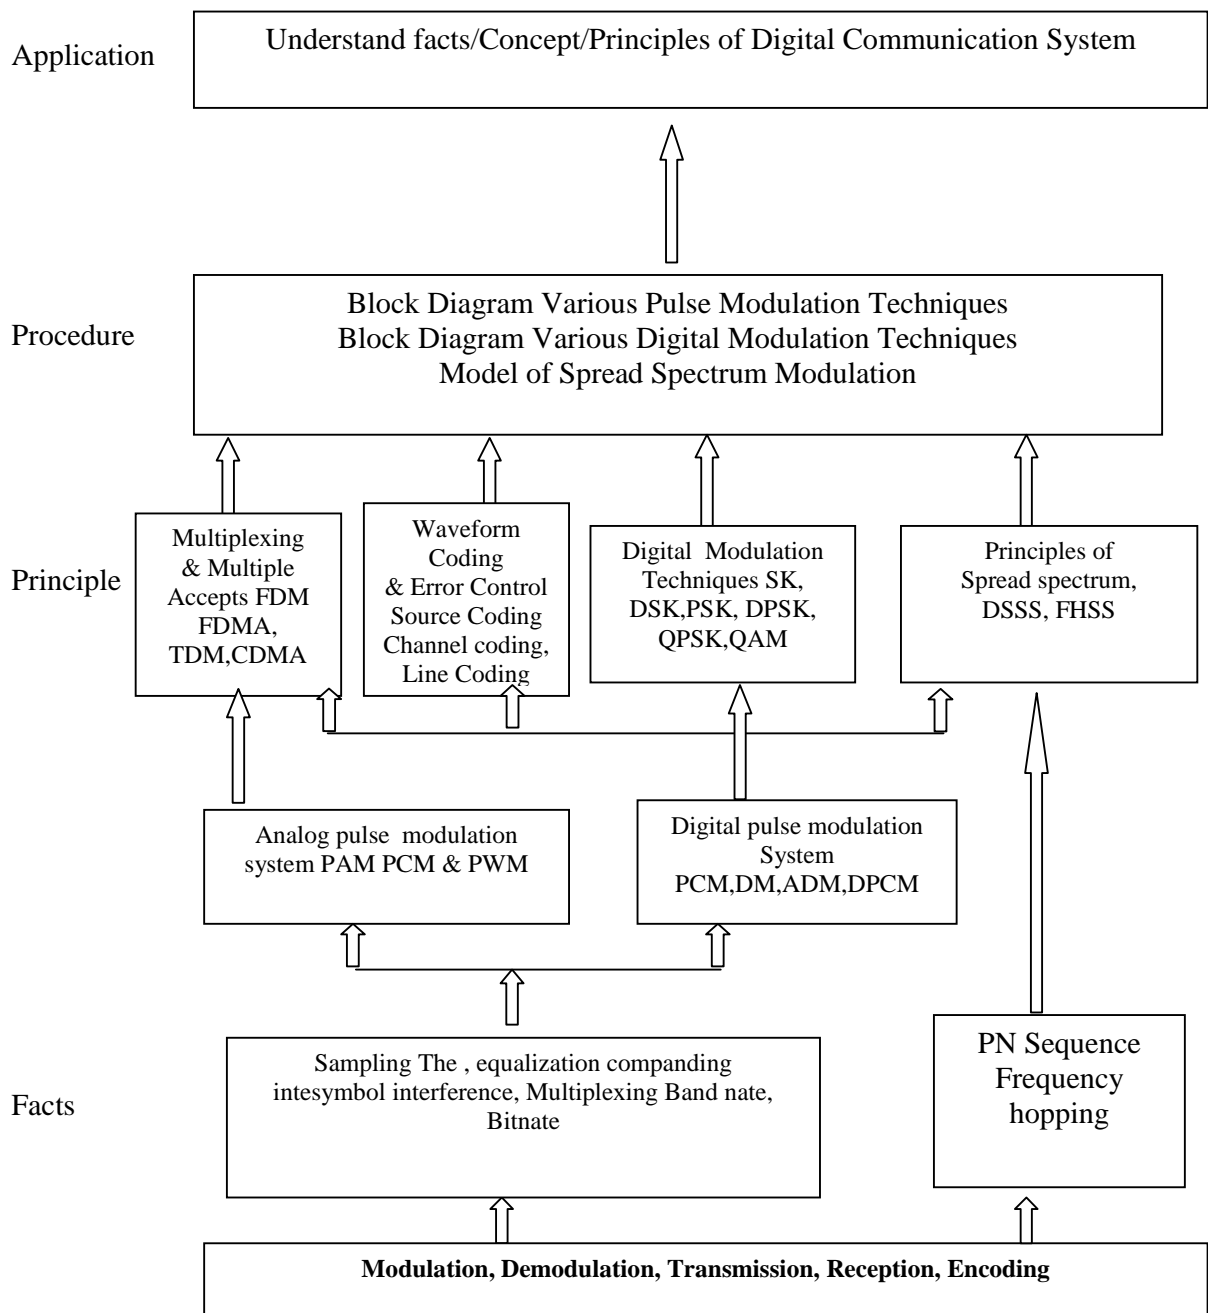 Application
Understand facts/Concept/Principles of Digital Communication System
Procedure
Block Diagram Various Pulse Modulation Techniques
Block Diagram Various Digital Modulation Techniques
Model of Spread Spectrum Modulation
Principle
Multiplexing
& Multiple
Accepts FDM
FDMA,
TDM,CDMA
Waveform
Coding
& Error Control
Source Coding
Channel coding,
Line Coding
Digital Modulation
Techniques SK,
DSK,PSK, DPSK,
QPSK,QAM
Principles of
Spread spectrum,
DSSS, FHSS
Analog pulse modulation
system PAM PCM & PWM
Digital pulse modulation
System
PCM,DM,ADM,DPCM
Facts
Sampling The , equalization companding
intesymbol interference, Multiplexing Band nate,
Bitnate
PN Sequence
Frequency
hopping
Modulation, Demodulation, Transmission, Reception, Encoding